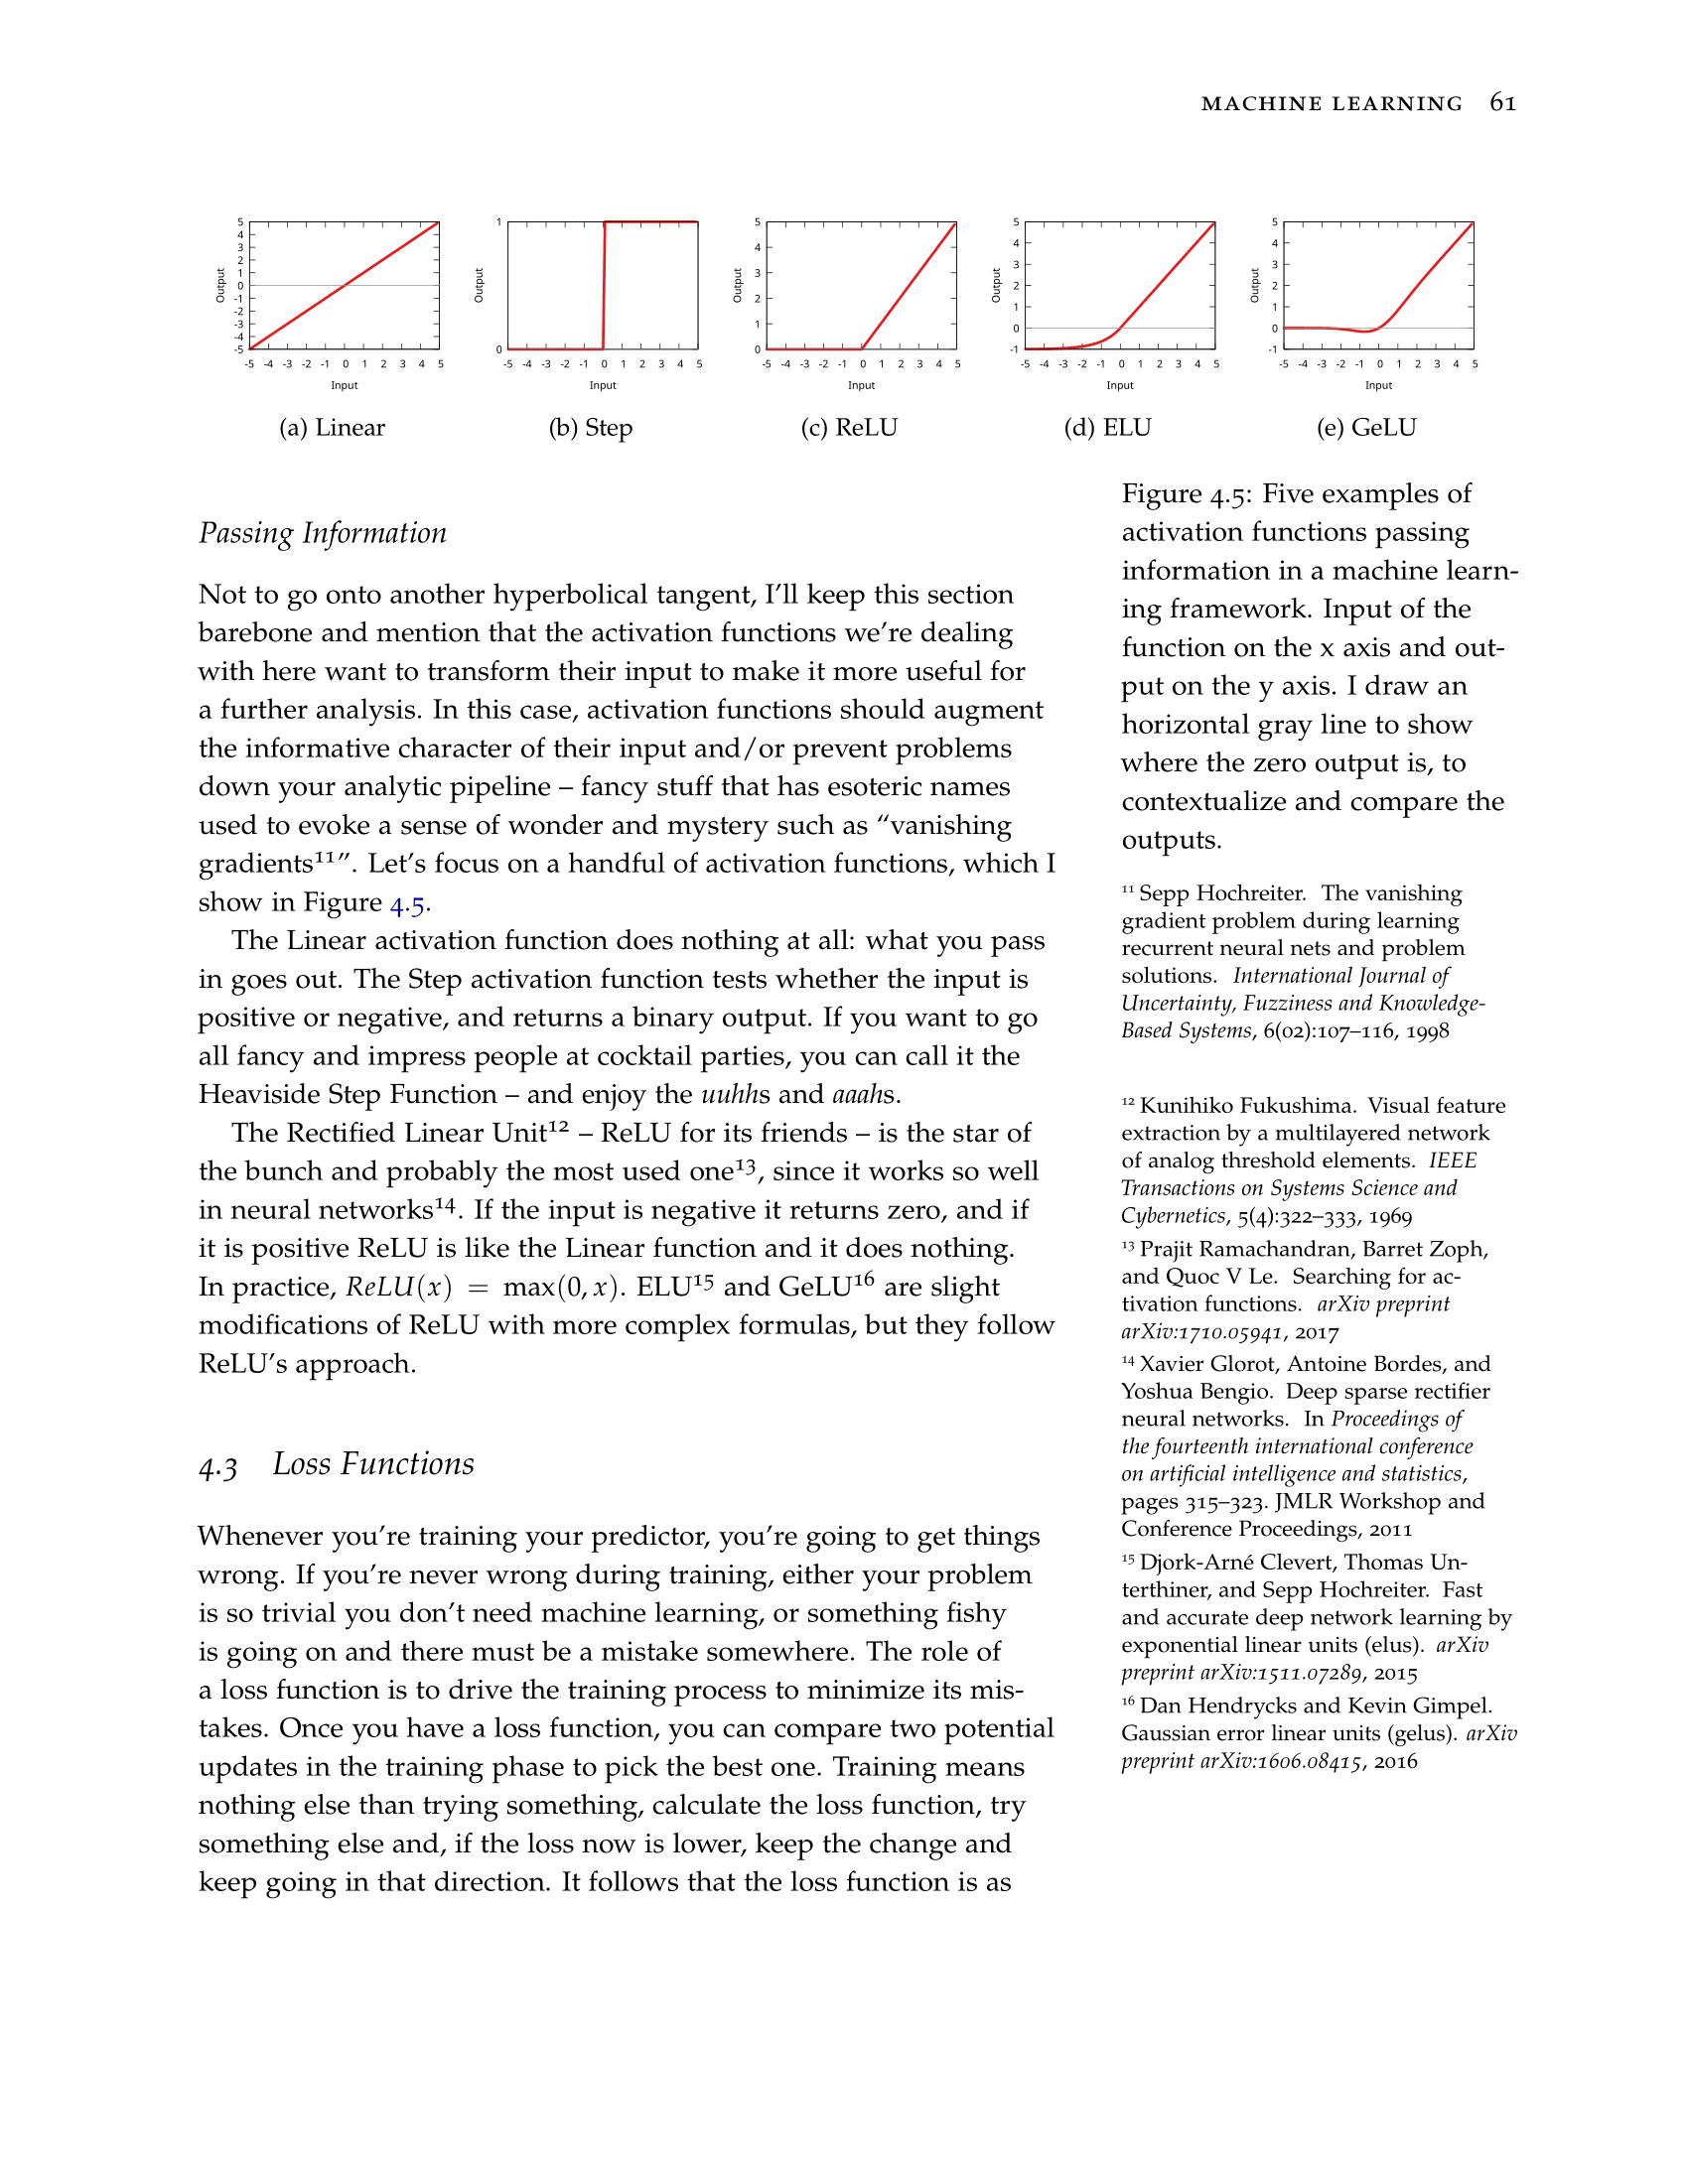 MACHINE LEARNING 61
5
4
3
2
1
0
-1
-2
-3
-4
-5
Output
-5 -4 -3 -2 -1 0 1 2 3 4 5
Input
(a) Linear
1
0
Output
-5 -4 -3 -2 -1 0 1 2 3 4 5
Input
(b) Step
5
4
3
2
1
0
Output
-5 -4 -3 -2 -1 0 1 2 3 4 5
Input
(c) ReLU
5
4
3
2
1
0
-1
Output
-5 -4 -3 -2 -1 0 1 2 3 4 5
Input
(d) ELU
5
4
3
2
1
0
-1
Output
-5 -4 -3 -2 -1 0 1 2 3 4 5
Input
(e) GeLU
Figure 4.5: Five examples of
activation functions passing
information in a machine learn-
ing framework. Input of the
function on the x axis and out-
put on the y axis. I draw an
horizontal gray line to show
where the zero output is, to
contextualize and compare the
outputs.
Passing Information
Not to go onto another hyperbolical tangent, I'll keep this section
barebone and mention that the activation functions we're dealing
with here want to transform their input to make it more useful for
a further analysis. In this case, activation functions should augment
the informative character of their input and/or prevent problems
down your analytic pipeline – fancy stuff that has esoteric names
used to evoke a sense of wonder and mystery such as “vanishing
gradients¹¹”. Let's focus on a handful of activation functions, which I
show in Figure 4.5.
The Linear activation function does nothing at all: what you pass
in goes out. The Step activation function tests whether the input is
positive or negative, and returns a binary output. If you want to go
all fancy and impress people at cocktail parties, you can call it the
Heaviside Step Function – and enjoy the uuhhs and aaahs.
The Rectified Linear Unit¹² – ReLU for its friends – is the star of
the bunch and probably the most used one¹³, since it works so well
in neural networks¹⁴. If the input is negative it returns zero, and if
it is positive ReLU is like the Linear function and it does nothing.
In practice, ReLU(x) = max(0, x). ELU¹⁵ and GeLU¹⁶ are slight
modifications of ReLU with more complex formulas, but they follow
ReLU's approach.
4.3 Loss Functions
Whenever you're training your predictor, you're going to get things
wrong. If you're never wrong during training, either your problem
is so trivial you don't need machine learning, or something fishy
is going on and there must be a mistake somewhere. The role of
a loss function is to drive the training process to minimize its mis-
takes. Once you have a loss function, you can compare two potential
updates in the training phase to pick the best one. Training means
nothing else than trying something, calculate the loss function, try
something else and, if the loss now is lower, keep the change and
keep going in that direction. It follows that the loss function is as
¹¹ Sepp Hochreiter. The vanishing
gradient problem during learning
recurrent neural nets and problem
solutions. International Journal of
Uncertainty, Fuzziness and Knowledge-
Based Systems, 6(02):107–116, 1998
¹² Kunihiko Fukushima. Visual feature
extraction by a multilayered network
of analog threshold elements. IEEE
Transactions on Systems Science and
Cybernetics, 5(4):322–333, 1969
¹³ Prajit Ramachandran, Barret Zoph,
and Quoc V Le. Searching for ac-
tivation functions. arXiv preprint
arXiv:1710.05941, 2017
¹⁴ Xavier Glorot, Antoine Bordes, and
Yoshua Bengio. Deep sparse rectifier
neural networks. In Proceedings of
the fourteenth international conference
on artificial intelligence and statistics,
pages 315–323. JMLR Workshop and
Conference Proceedings, 2011
¹⁵ Djork-Arné Clevert, Thomas Un-
terthiner, and Sepp Hochreiter. Fast
and accurate deep network learning by
exponential linear units (elus). arXiv
preprint arXiv:1511.07289, 2015
¹⁶ Dan Hendrycks and Kevin Gimpel.
Gaussian error linear units (gelus). arXiv
preprint arXiv:1606.08415, 2016